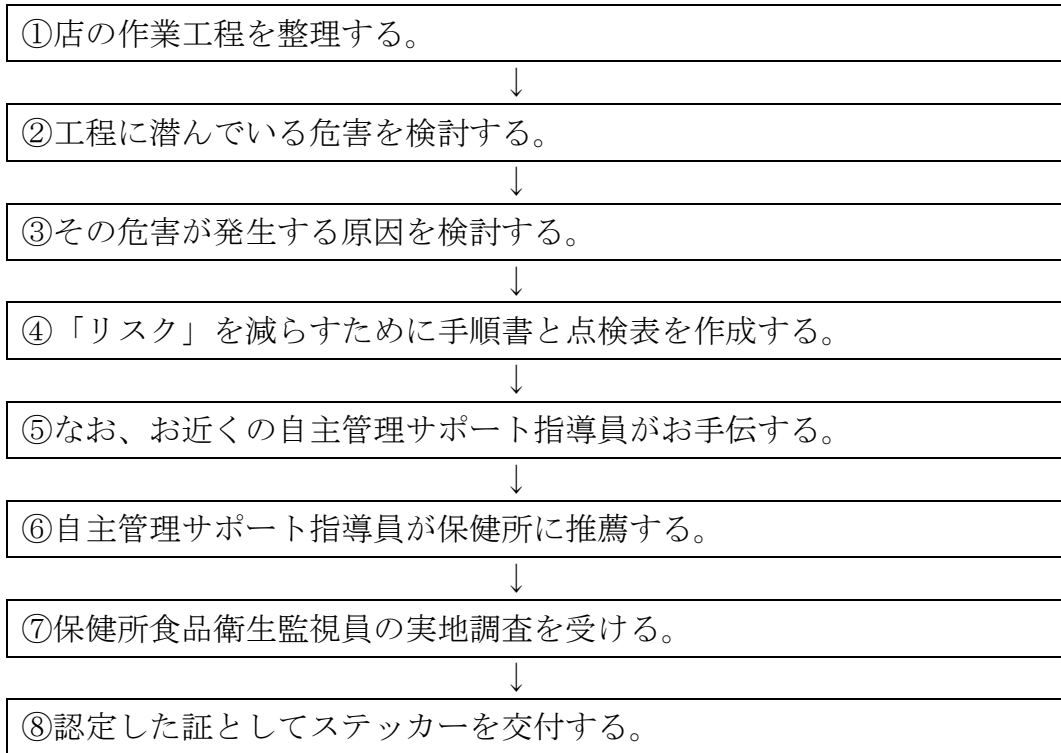 ①店の作業工程を整理する。
↓
②工程に潜んでいる危害を検討する。
↓
③その危害が発生する原因を検討する。
↓
④「リスク」を減らすために手順書と点検表を作成する。
↓
⑤なお、お近くの自主管理サポート指導員がお手伝する。
↓
⑥自主管理サポート指導員が保健所に推薦する。
↓
⑦保健所食品衛生監視員の実地調査を受ける。
↓
⑧認定した証としてステッカーを交付する。